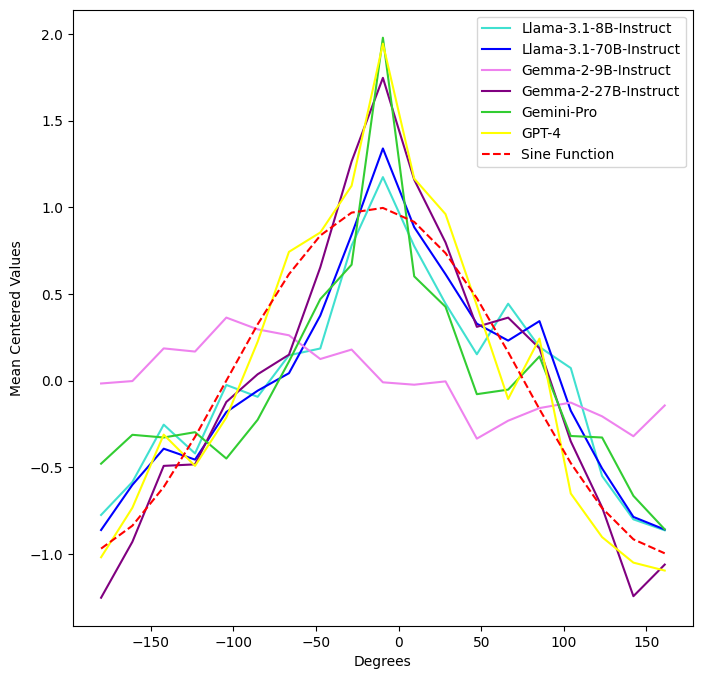 Llama-3.1-8B-Instruct
Llama-3.1-70B-Instruct
Gemma-2-9B-Instruct
Gemma-2-27B-Instruct
Gemini-Pro
GPT-4
Sine Function
Mean Centered Values
2.0
1.5
1.0
0.5
0.0
−0.5
−1.0
−150
−100
−50
0
50
100
150
Degrees